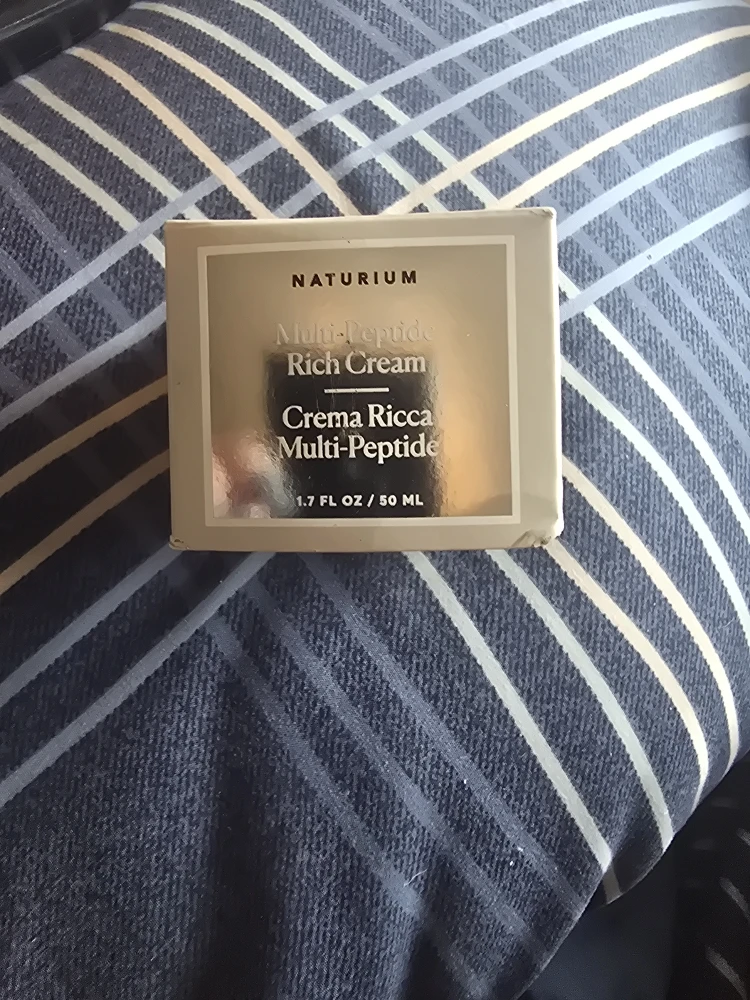 NATURIUM
Multi-Peptide
Rich Cream
Crema Ricca
Multi-Peptide
1.7 FL OZ / 50 ML